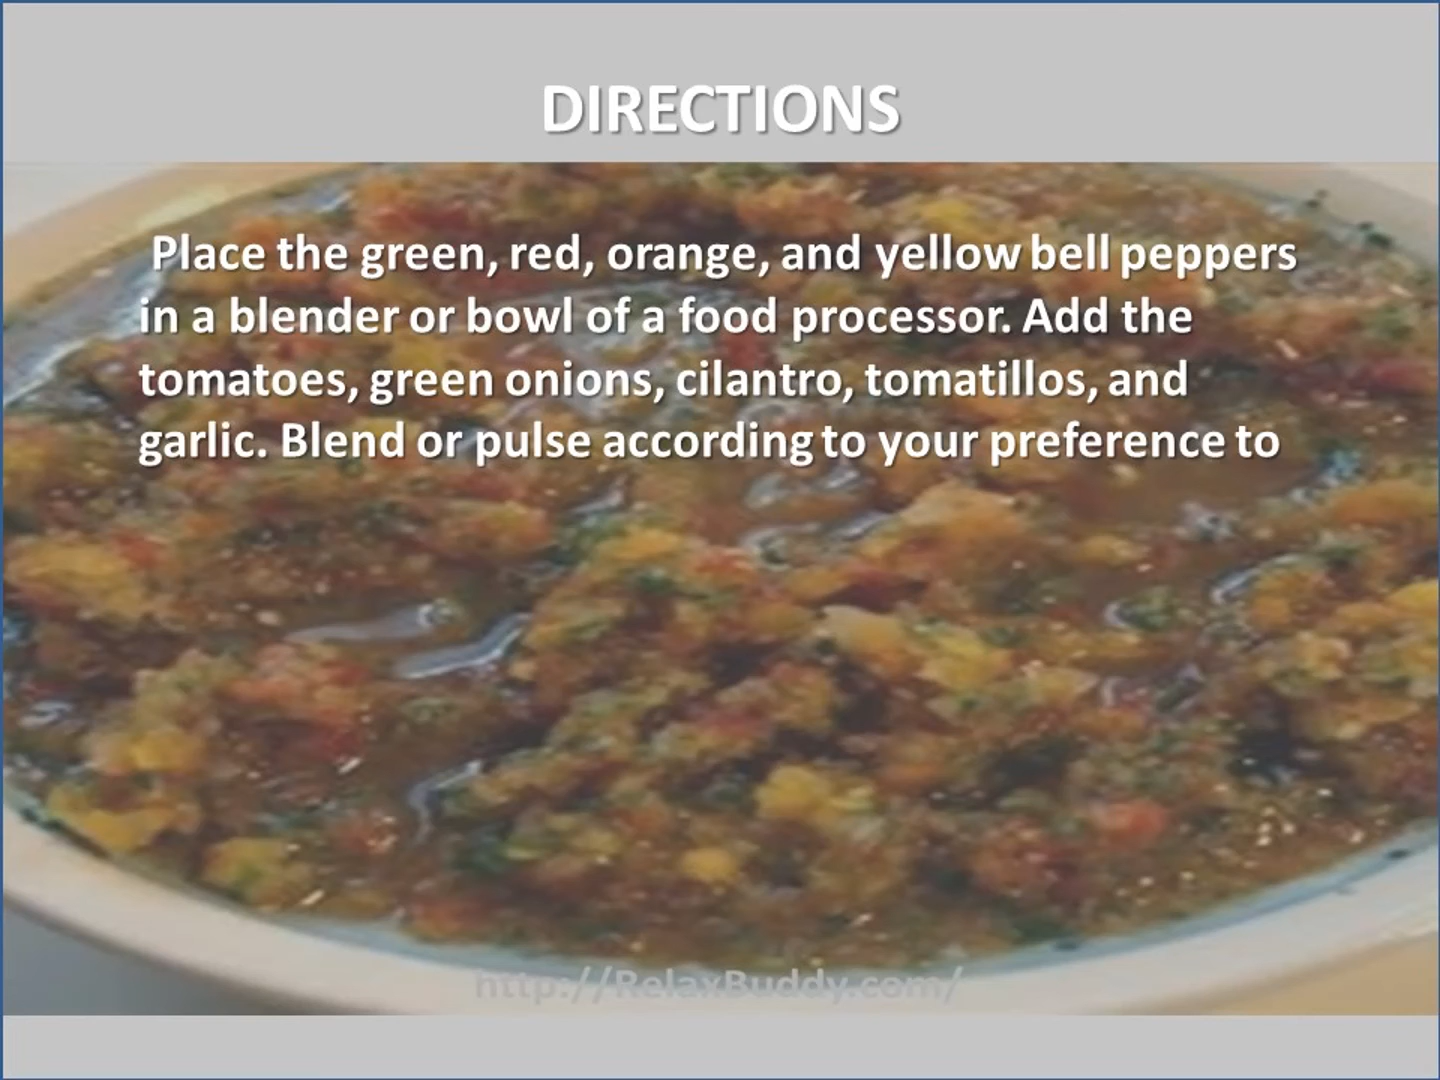 DIRECTIONS
Place the green, red, orange, and yellow bell peppers
in a blender or bowl of a food processor. Add the
tomatoes, green onions, cilantro, tomatillos, and
garlic. Blend or pulse according to your preference to
http://RelaxBuddy.com/